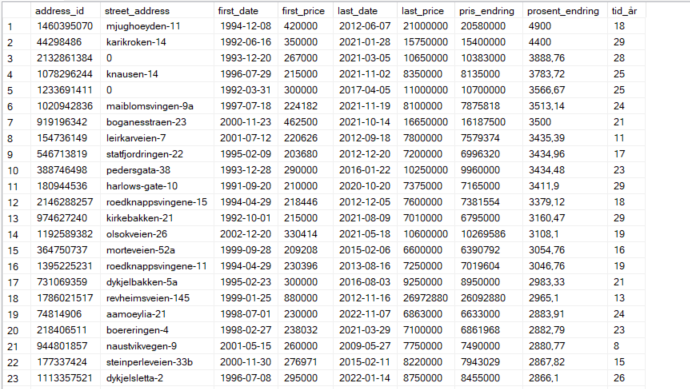 address_id street_address first_date first_price last_date last_price pris_endring prosent_endring tid_år
1 1460395070 mjughoeyden-11 1994-12-08 420000 2012-06-07 21000000 20580000 4900 18
2 44298486 karikroken-14 1992-06-16 350000 2021-01-28 15750000 15400000 4400 29
3 2132861384 0 1993-12-20 267000 2021-03-05 10650000 10383000 3888,76 28
4 1078296244 knausen-14 1996-07-29 215000 2021-11-02 8350000 8135000 3783,72 25
5 1233691411 0 1992-03-31 300000 2017-04-05 11000000 10700000 3566,67 25
6 1020942836 maiblomsvingen-9a 1997-07-18 224182 2021-11-19 8100000 7875818 3513,14 24
7 919196342 boganesstraen-23 2000-11-23 462500 2021-10-14 16650000 16187500 3500 21
8 154736149 leirkarveien-7 2001-07-12 220626 2012-09-18 7800000 7579374 3435,39 11
9 546713819 statfjordringen-22 1995-02-09 203680 2012-12-20 7200000 6996320 3434,96 17
10 388746498 pedersgata-38 1993-12-28 290000 2016-01-22 10250000 9960000 3434,48 23
11 180944536 harlows-gate-10 1991-09-20 210000 2020-10-20 7375000 7165000 3411,9 29
12 2146288257 roedknappsvingene-15 1994-04-29 218446 2012-12-05 7600000 7381554 3379,12 18
13 974627240 kirkebakken-21 1992-10-01 215000 2021-08-09 7010000 6795000 3160,47 29
14 1192589382 olsokveien-26 2002-12-20 330414 2021-05-18 10600000 10269586 3108,1 19
15 364750737 morteveien-52a 1999-09-28 209208 2015-02-06 6600000 6390792 3054,76 16
16 1395225231 roedknappsvingene-11 1994-04-29 230396 2013-08-16 7250000 7019604 3046,76 19
17 731069359 dykjelbakken-5a 1995-02-23 300000 2016-08-03 9250000 8950000 2983,33 21
18 1786021517 revheimsveien-145 1999-01-25 880000 2012-11-16 26972880 26092880 2965,1 13
19 74814906 aamoeylia-21 1998-07-01 230000 2022-11-07 6863000 6633000 2883,91 24
20 218406511 boereringen-4 1998-02-27 238032 2021-03-29 7100000 6861968 2882,79 23
21 944801857 naustvikvegen-9 2001-05-15 260000 2009-05-27 7750000 7490000 2880,77 8
22 177337424 steinperleveien-33b 2000-11-30 276971 2015-02-11 8220000 7943029 2867,82 15
23 1113357521 dykjelsletta-2 1996-07-08 295000 2022-01-14 8750000 8455000 2866,1 26